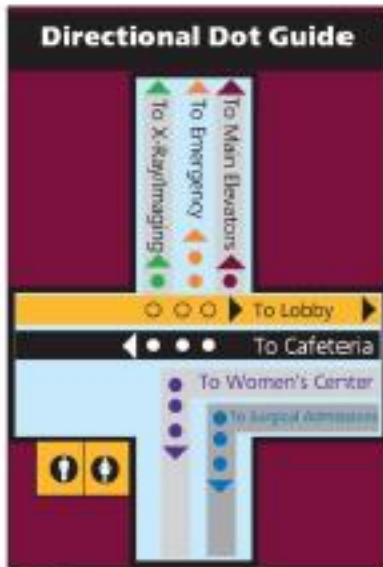 Directional Dot Guide
To X-Ray/Imaging
To Emergency
To Main Elevators
To Lobby
To Cafeteria
To Women's Center
To Surgical Admissions